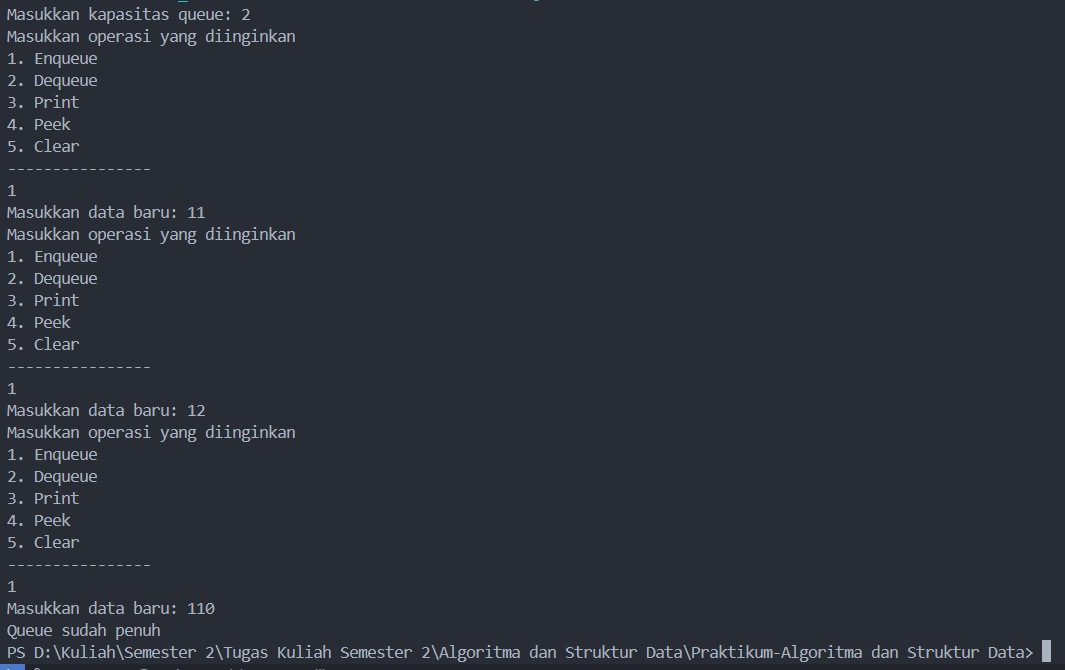 Masukkan kapasitas queue: 2
Masukkan operasi yang diinginkan
1. Enqueue
2. Dequeue
3. Print
4. Peek
5. Clear
----------------
1
Masukkan data baru: 11
Masukkan operasi yang diinginkan
1. Enqueue
2. Dequeue
3. Print
4. Peek
5. Clear
----------------
1
Masukkan data baru: 12
Masukkan operasi yang diinginkan
1. Enqueue
2. Dequeue
3. Print
4. Peek
5. Clear
----------------
1
Masukkan data baru: 110
Queue sudah penuh
PS D:\Kuliah\Semester 2\Tugas Kuliah Semester 2\Algoritma dan Struktur Data\Praktikum-Algoritma dan Struktur Data>